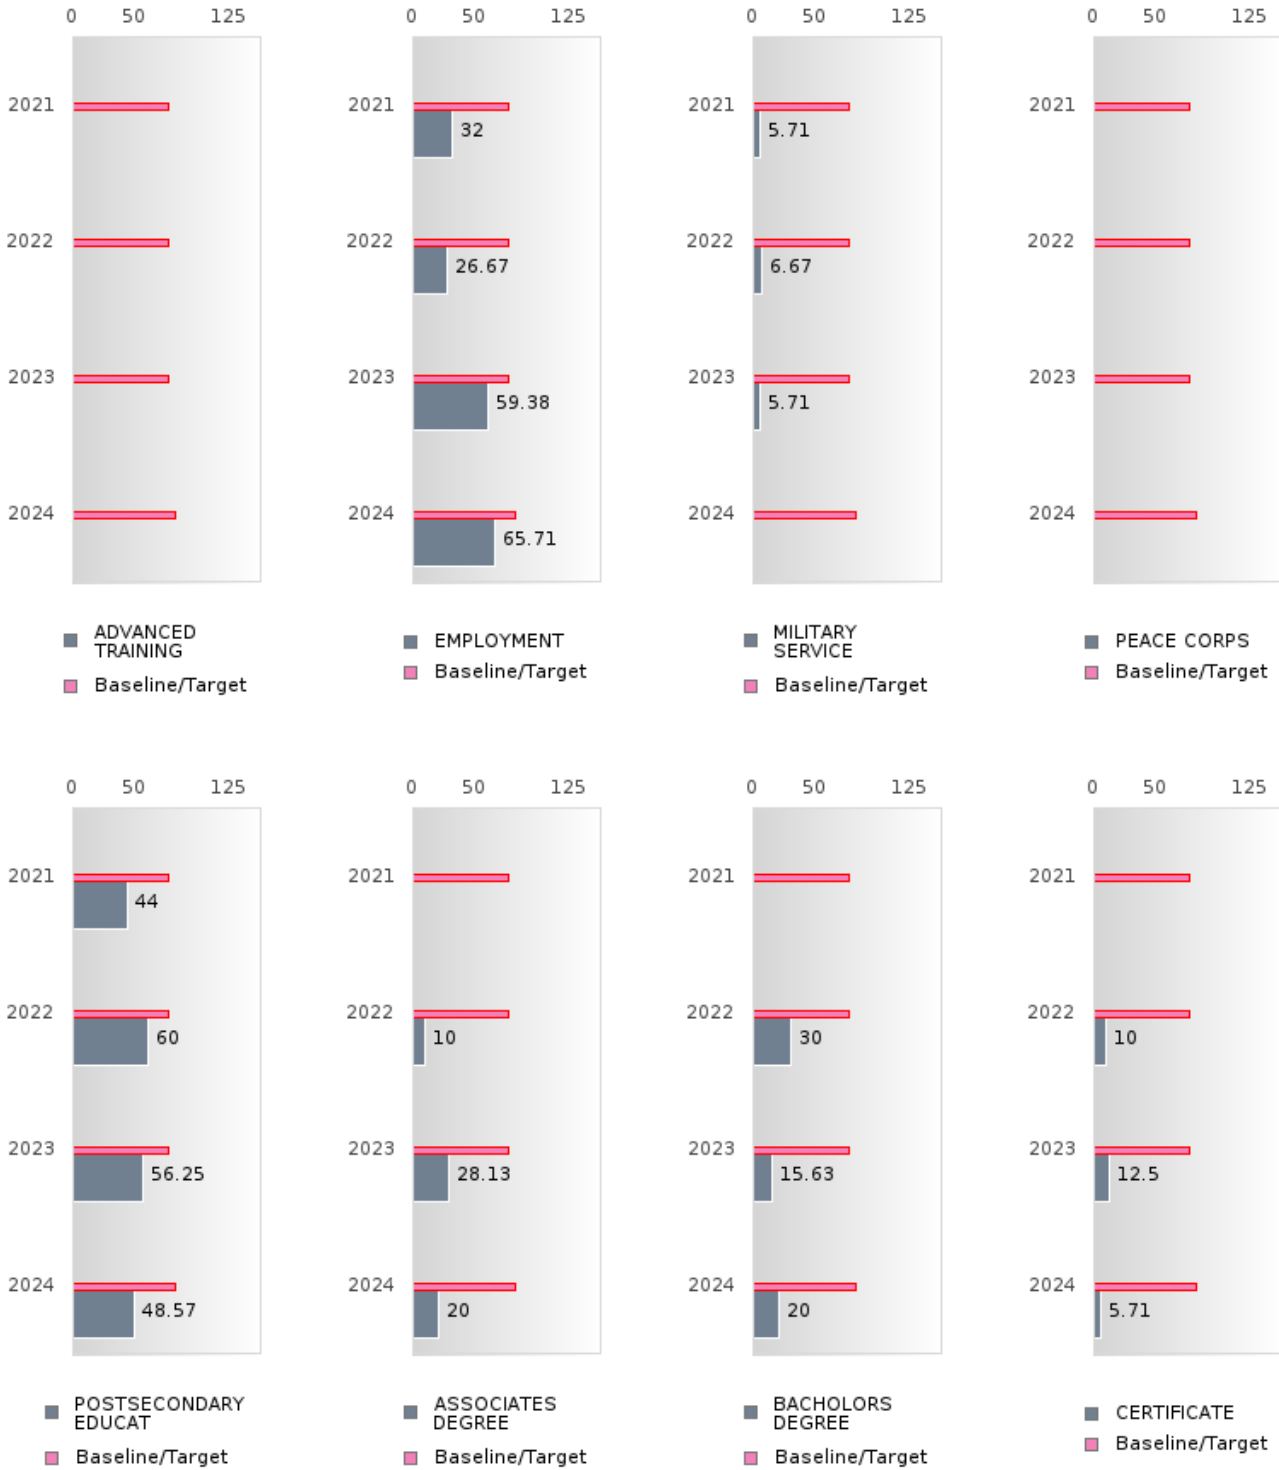 0 50 125
2021
2022
2023
2024
ADVANCED
TRAINING
Baseline/Target
0 50 125
2021
32
2022
26.67
2023
59.38
2024
65.71
EMPLOYMENT
Baseline/Target
0 50 125
2021
5.71
2022
6.67
2023
5.71
2024
MILITARY
SERVICE
Baseline/Target
0 50 125
2021
2022
2023
2024
PEACE CORPS
Baseline/Target
0 50 125
2021
44
2022
60
2023
56.25
2024
48.57
POSTSECONDARY
EDUCAT
Baseline/Target
0 50 125
2021
2022
10
2023
28.13
2024
20
ASSOCIATES
DEGREE
Baseline/Target
0 50 125
2021
2022
30
2023
15.63
2024
20
BACHOLORS
DEGREE
Baseline/Target
0 50 125
2021
2022
10
2023
12.5
2024
5.71
CERTIFICATE
Baseline/Target